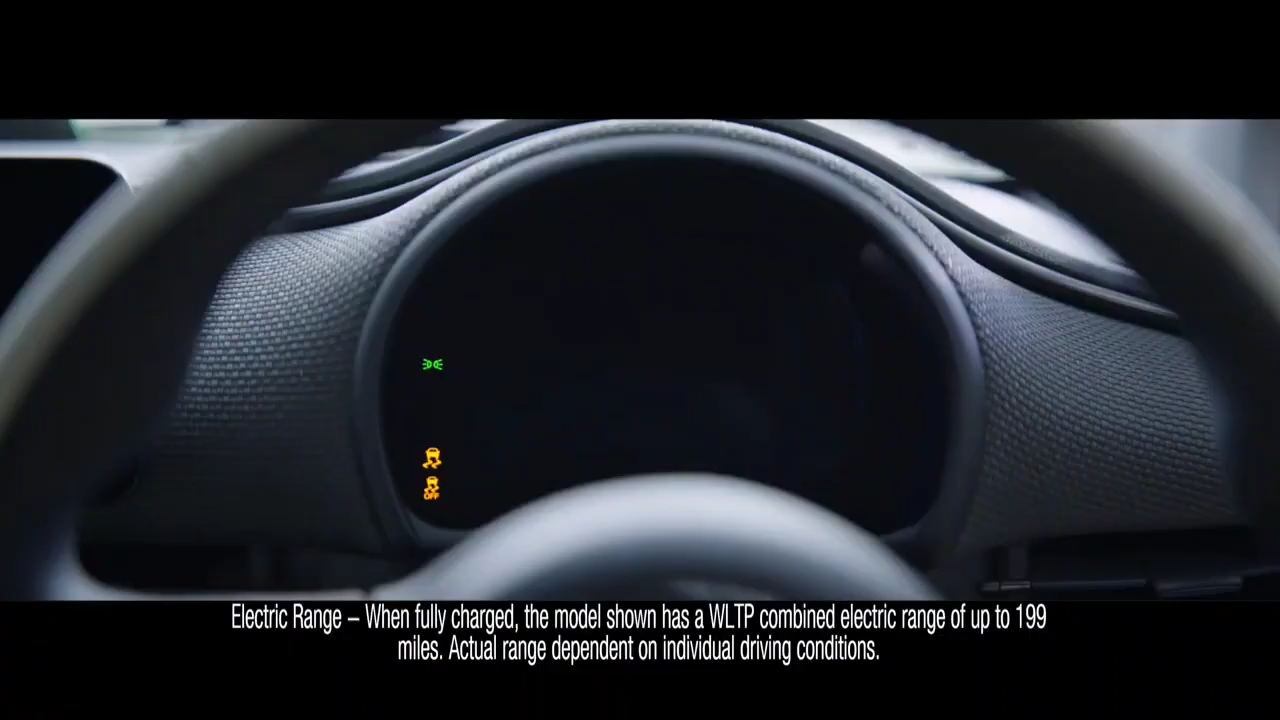 OFF
Electric Range – When fully charged, the model shown has a WLTP combined electric range of up to 199
miles. Actual range dependent on individual driving conditions.